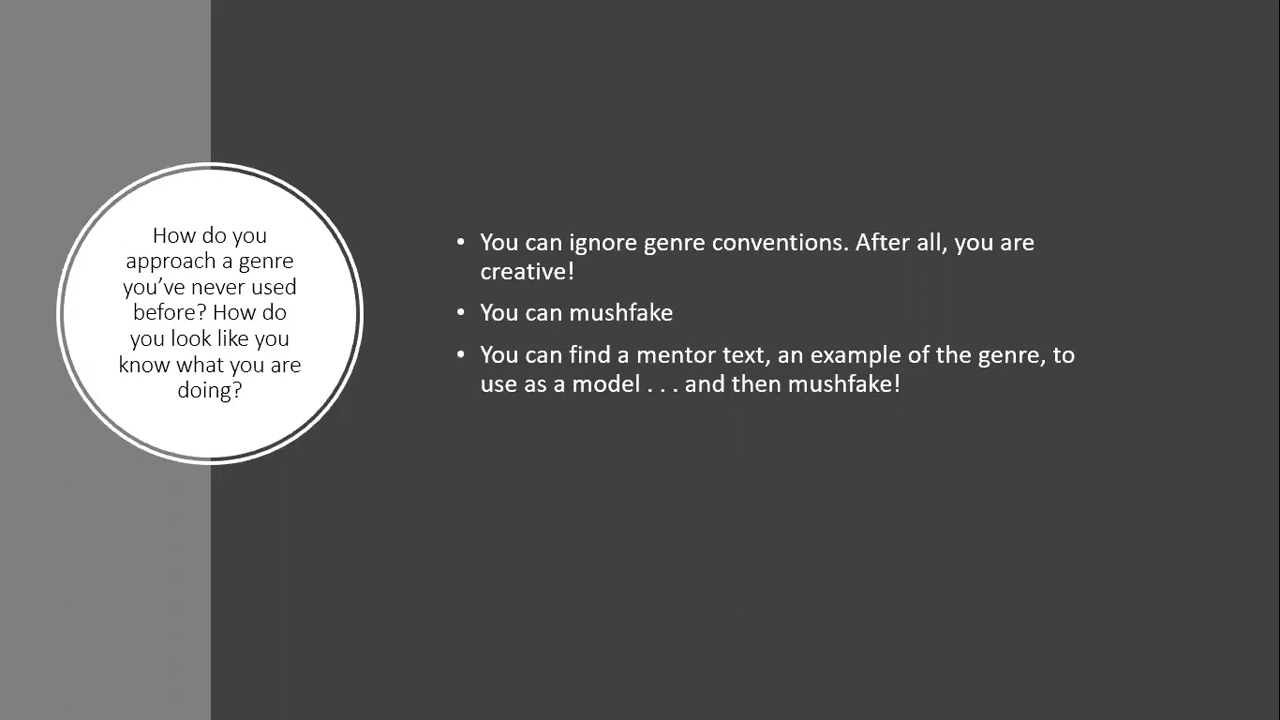 How do you
approach a genre
you’ve never used
before? How do
you look like you
know what you are
doing?
• You can ignore genre conventions. After all, you are
creative!
• You can mushfake
• You can find a mentor text, an example of the genre, to
use as a model . . . and then mushfake!